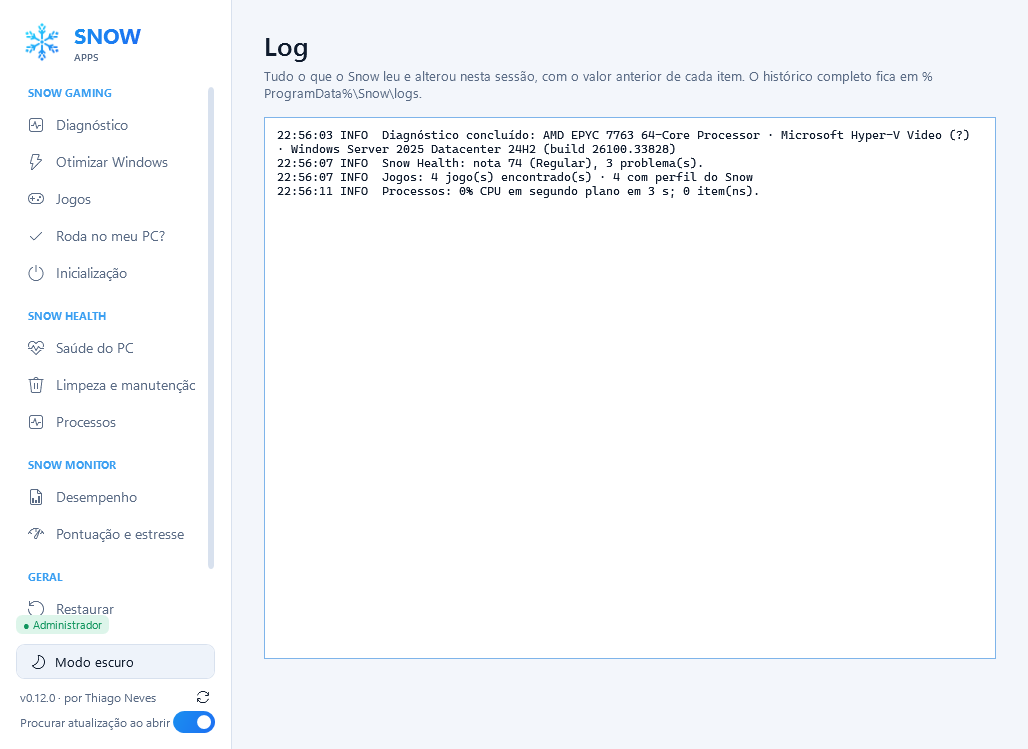 SNOW
APPS
SNOW GAMING
Diagnóstico
Otimizar Windows
Jogos
Roda no meu PC?
Inicialização
SNOW HEALTH
Saúde do PC
Limpeza e manutençãc
Processos
SNOW MONITOR
Desempenho
Pontuação e estresse
GERAL
Restaurar
Administrador
Modo escuro
v0.12.0 · por Thiago Neves
Procurar atualização ao abrir
Log
Tudo o que o Snow leu e alterou nesta sessão, com o valor anterior de cada item. O histórico completo fica em %
ProgramData%\Snow\logs.
22:56:03 INFO  Diagnóstico concluído: AMD EPYC 7763 64-Core Processor · Microsoft Hyper-V Video (?)
· Windows Server 2025 Datacenter 24H2 (build 26100.33828)
22:56:07 INFO  Snow Health: nota 74 (Regular), 3 problema(s).
22:56:07 INFO  Jogos: 4 jogo(s) encontrado(s) · 4 com perfil do Snow
22:56:11 INFO  Processos: 0% CPU em segundo plano em 3 s; 0 item(ns).